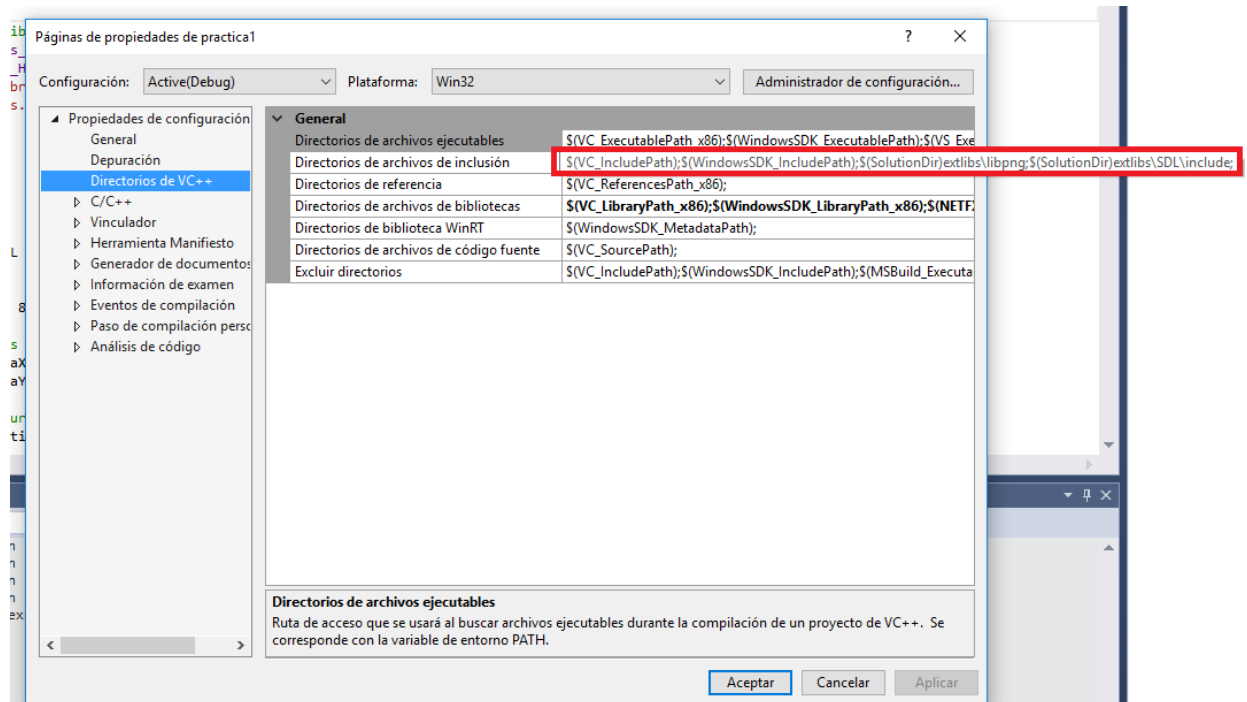 Páginas de propiedades de practica1 ?
Configuración: Active(Debug) Plataforma: Win32 Administrador de configuración...
Propiedades de configuración
General
Depuración
Directorios de VC++
C/C++
Vinculador
Herramienta Manifiesto
Generador de documentos
Información de examen
Eventos de compilación
Paso de compilación perso
Análisis de código
General
Directorios de archivos ejecutables $(VC_ExecutablePath_x86);$(WindowsSDK_ExecutablePath);$(VS_Exe
Directorios de archivos de inclusión $(VC_IncludePath);$(WindowsSDK_IncludePath);$(SolutionDir)extlibs\libpng;$(SolutionDir)extlibs\SDL\include;
Directorios de referencia $(VC_ReferencesPath_x86);
Directorios de archivos de bibliotecas $(VC_LibraryPath_x86);$(WindowsSDK_LibraryPath_x86);$(NETF
Directorios de biblioteca WinRT $(WindowsSDK_MetadataPath);
Directorios de archivos de código fuente $(VC_SourcePath);
Excluir directorios $(VC_IncludePath);$(WindowsSDK_IncludePath);$(MSBuild_Executa
Directorios de archivos ejecutables
Ruta de acceso que se usará al buscar archivos ejecutables durante la compilación de un proyecto de VC++. Se
corresponde con la variable de entorno PATH.
Aceptar Cancelar Aplicar